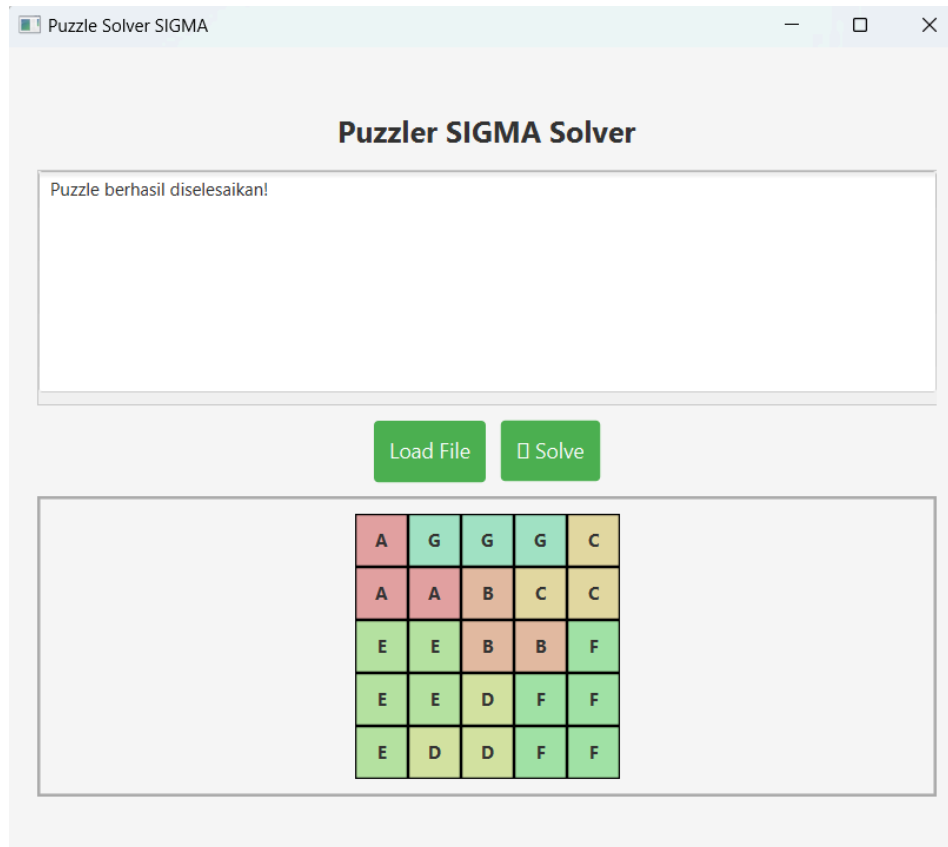 Puzzle Solver SIGMA
Puzzler SIGMA Solver
Puzzle berhasil diselesaikan!
Load File
▯ Solve
A G G G C
A A B C C
E E B B F
E E D F F
E D D F F